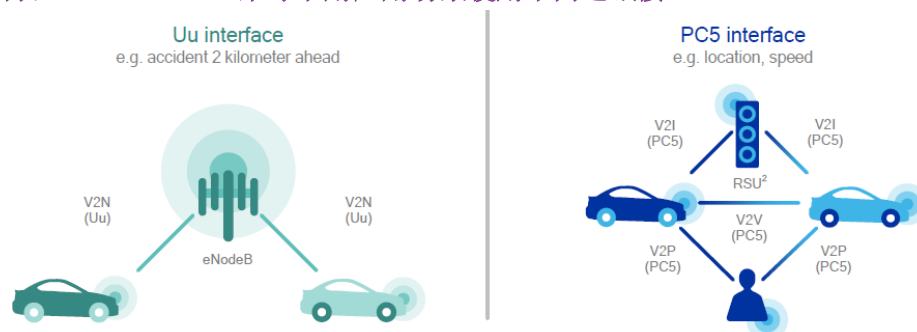 Uu interface
e.g. accident 2 kilometer ahead
V2N
(Uu)
V2N
(Uu)
eNodeB
PC5 interface
e.g. location, speed
V2I
(PC5)
V2I
(PC5)
RSU²
V2V
(PC5)
V2P
(PC5)
V2P
(PC5)